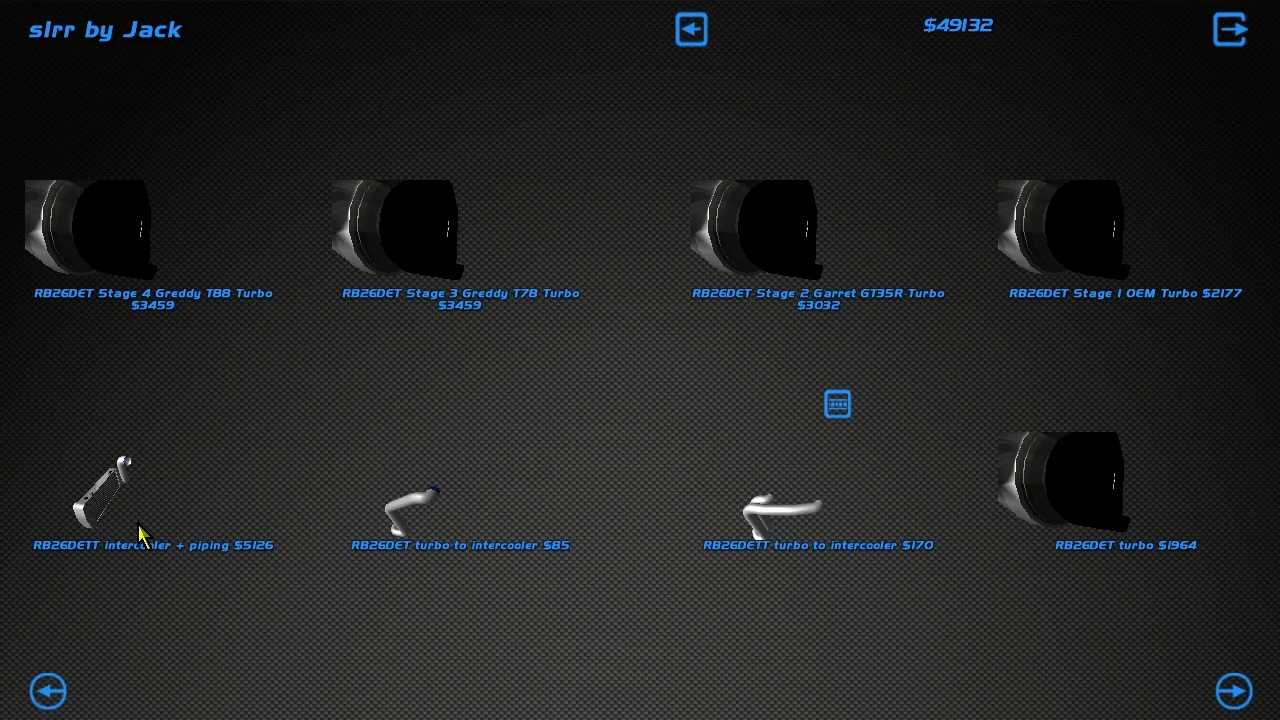 slrr by Jack
$49132
RB26DET Stage 4 Greddy T88 Turbo
$3459
RB26DET Stage 3 Greddy T78 Turbo
$3459
RB26DET Stage 2 Garret GT35R Turbo
$3032
RB26DET Stage 1 OEM Turbo $2177
RB26DETT intercooler + piping $5126
RB26DET turbo to intercooler $85
RB26DETT turbo to intercooler $170
RB26DET turbo $1964